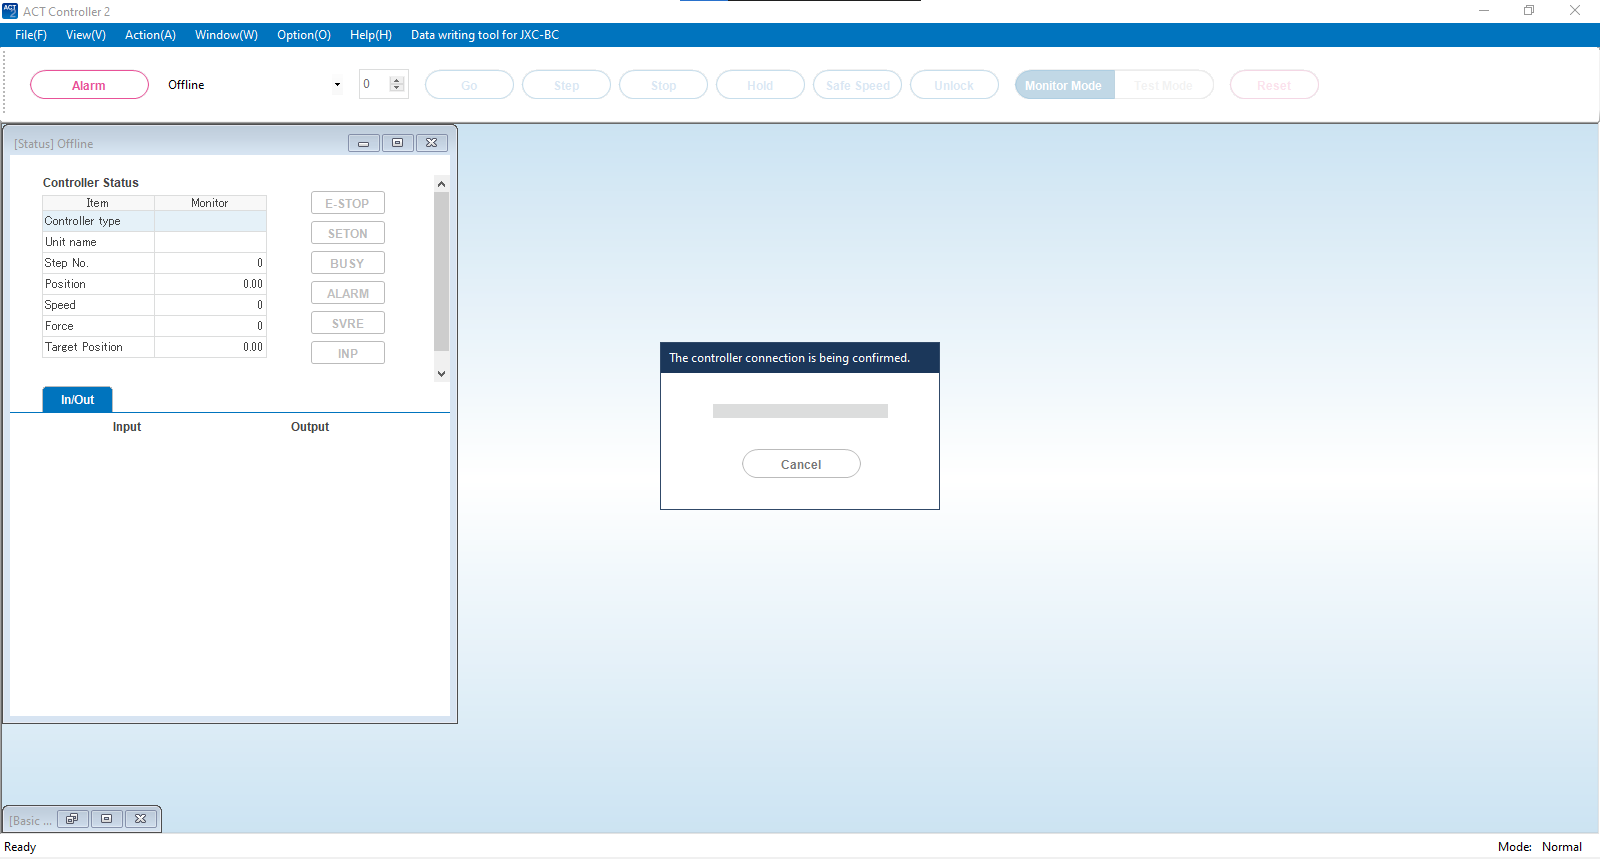 ACT Controller 2
File(F) View(V) Action(A) Window(W) Option(O) Help(H) Data writing tool for JXC-BC
Alarm Offline 0 Go Step Stop Hold Safe Speed Unlock Monitor Mode Test Mode Reset
[Status] Offline
Controller Status
Item Monitor
Controller type
Unit name
Step No. 0
Position 0.00
Speed 0
Force 0
Target Position 0.00
E-STOP
SETON
BUSY
ALARM
SVRE
INP
In/Out
Input Output
The controller connection is being confirmed.
Cancel
[Basic ...
Ready Mode: Normal